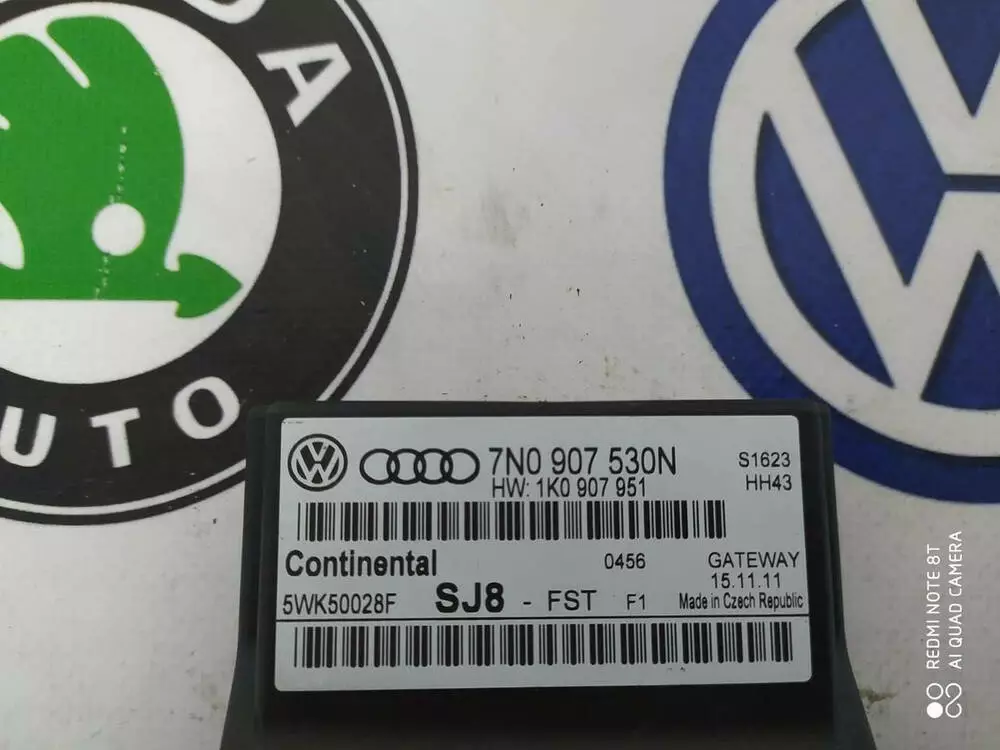 DA
UTO
7N0 907 530N
HW: 1K0 907 951
S1623
HH43
Continental
0456
GATEWAY
15.11.11
5WK50028F SJ8 - FST F1 Made in Czech Republic
REDMI NOTE 8T
AI QUAD CAMERA